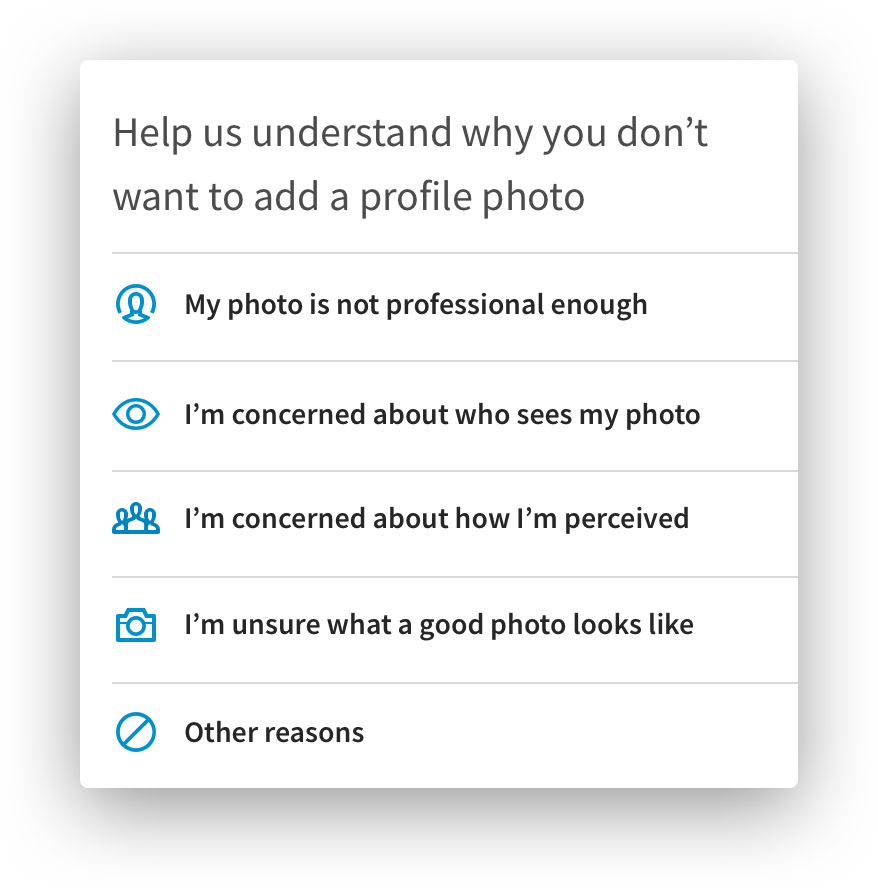 Help us understand why you don’t
want to add a profile photo
My photo is not professional enough
I’m concerned about who sees my photo
I’m concerned about how I’m perceived
I’m unsure what a good photo looks like
Other reasons